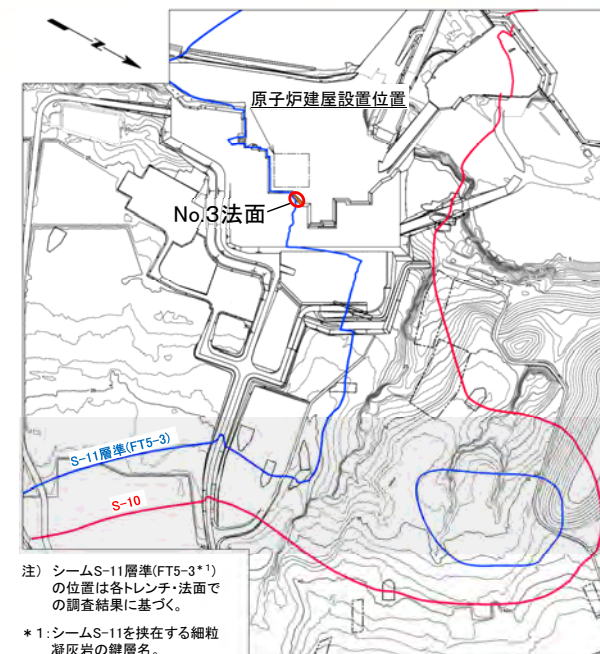 N
原子炉建屋設置位置
No.3法面
S-11層準(FT5-3)
S-10
注) シームS-11層準(FT5-3*1)
の位置は各トレンチ・法面で
の調査結果に基づく。
*1:シームS-11を挟在する細粒
凝灰岩の鍵層名。